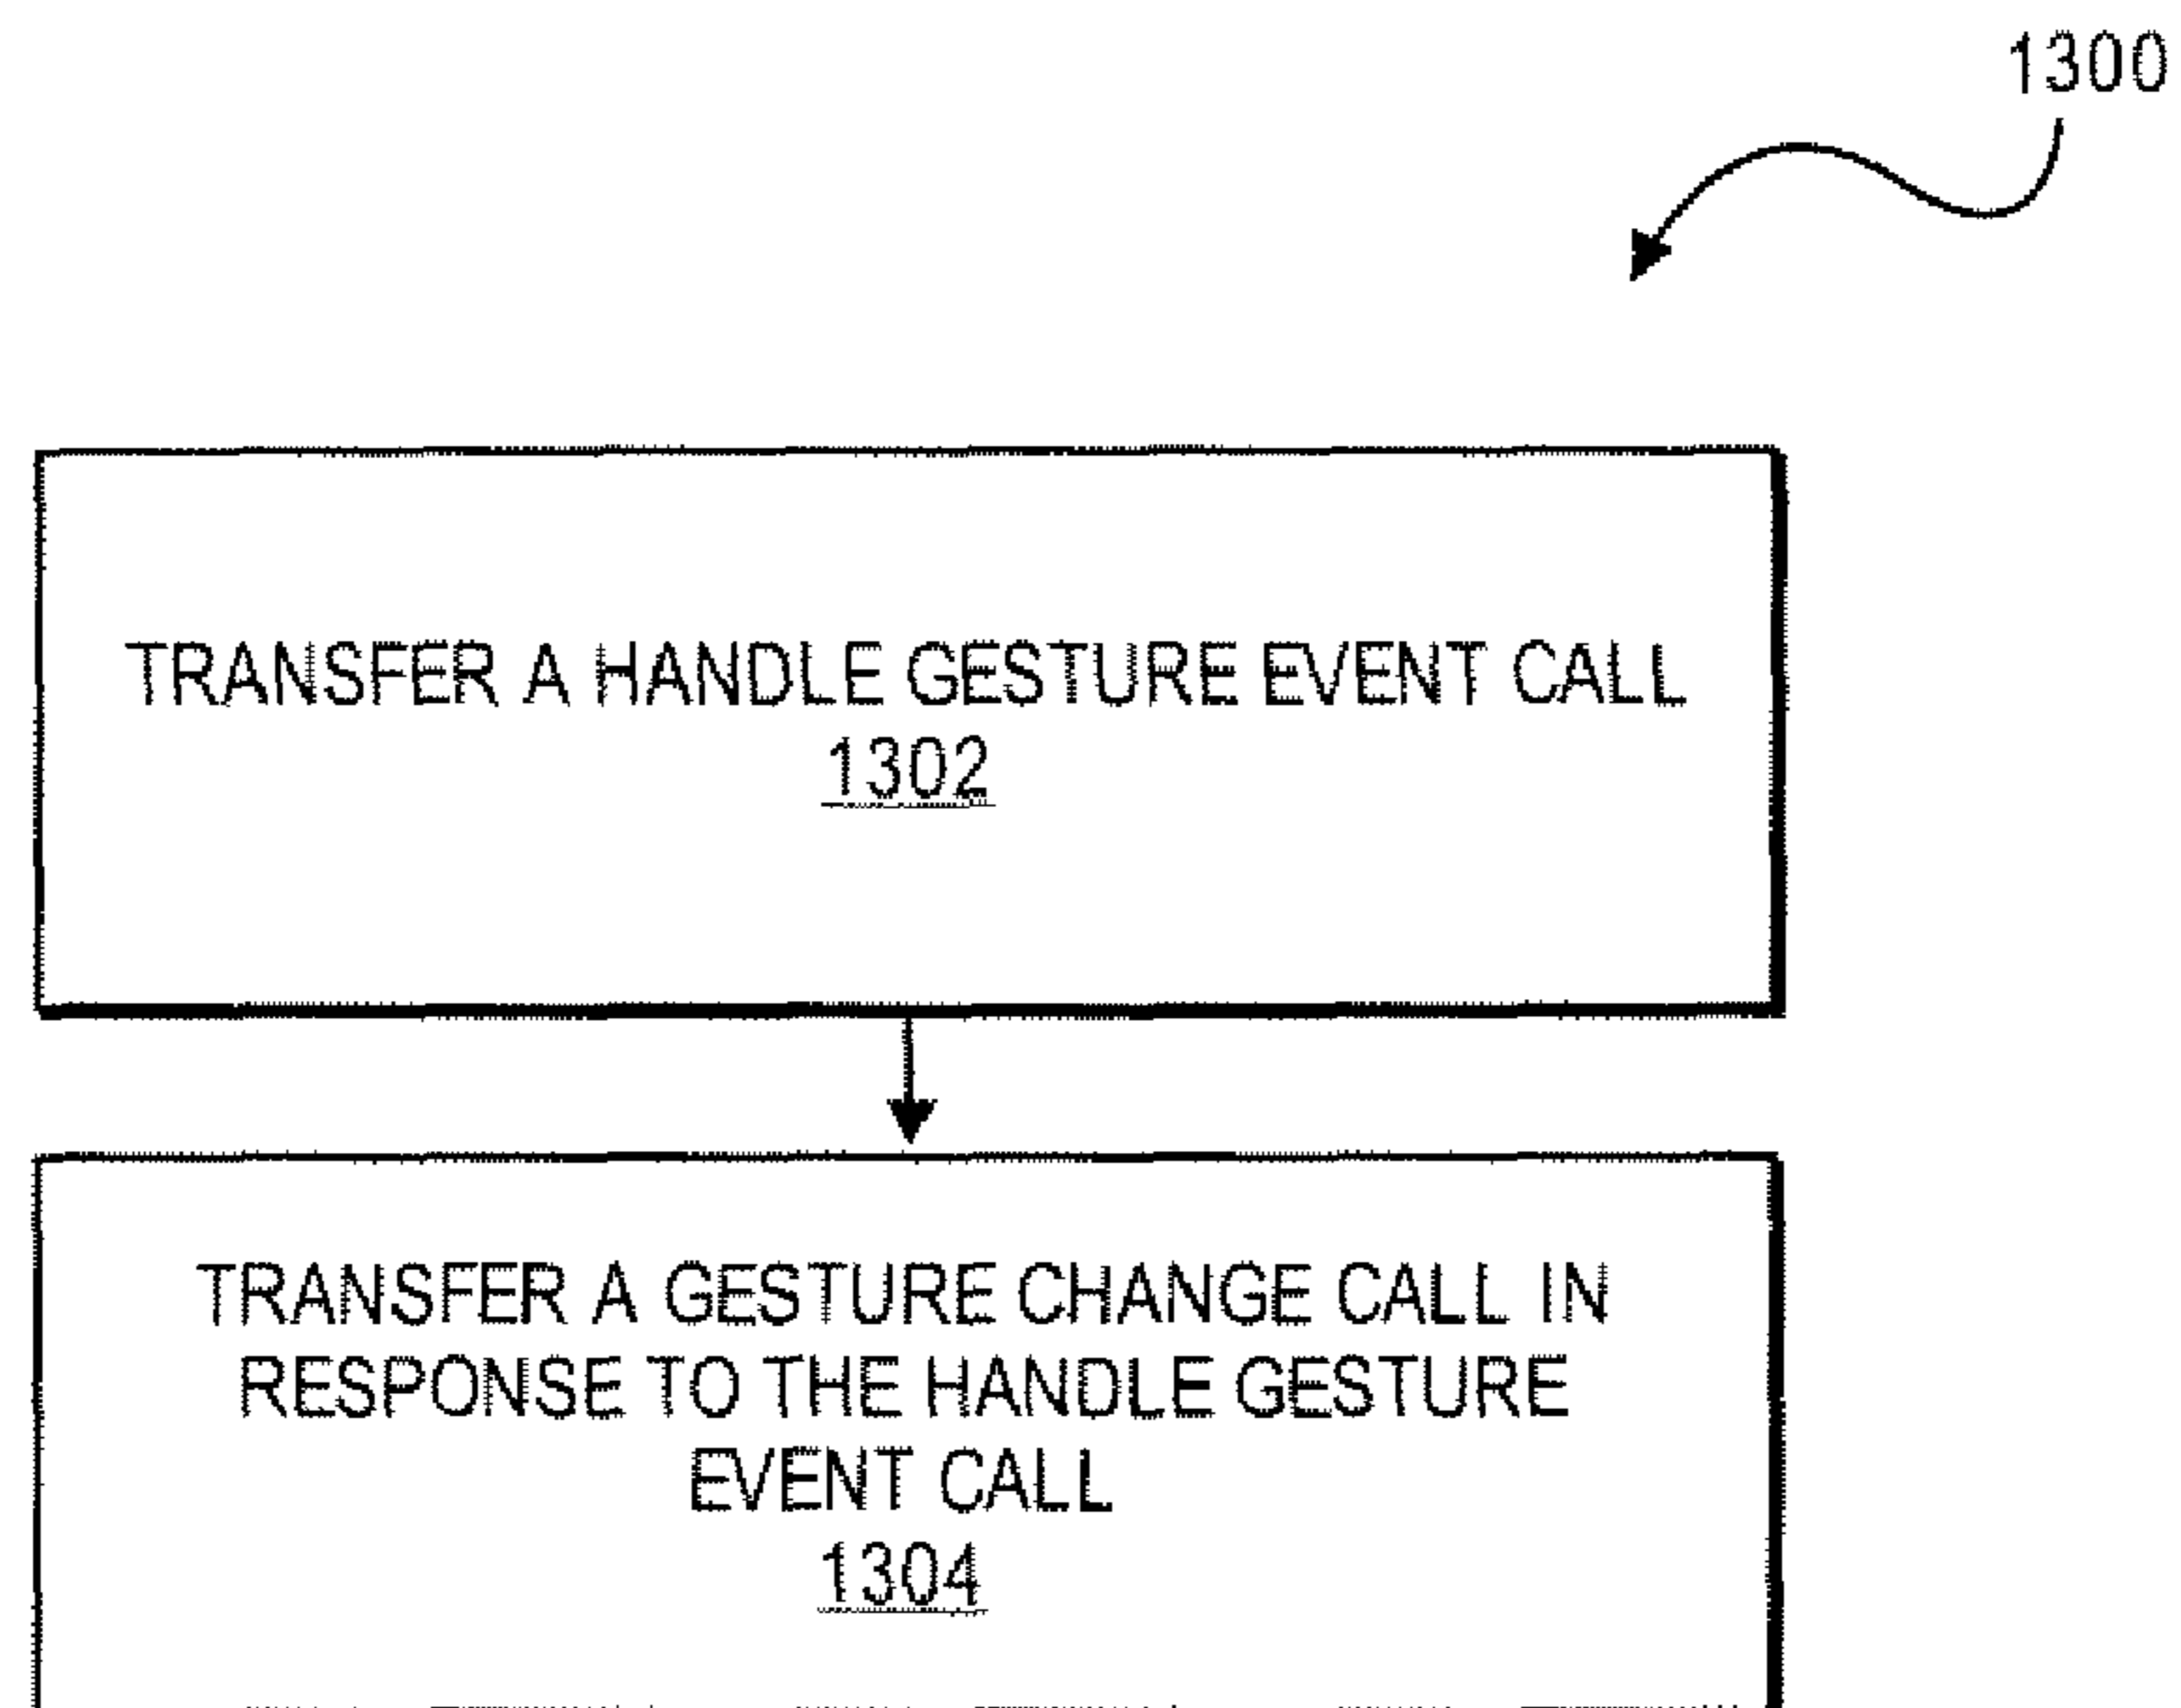 1300
TRANSFER A HANDLE GESTURE EVENT CALL
1302
TRANSFER A GESTURE CHANGE CALL IN
RESPONSE TO THE HANDLE GESTURE
EVENT CALL
1304